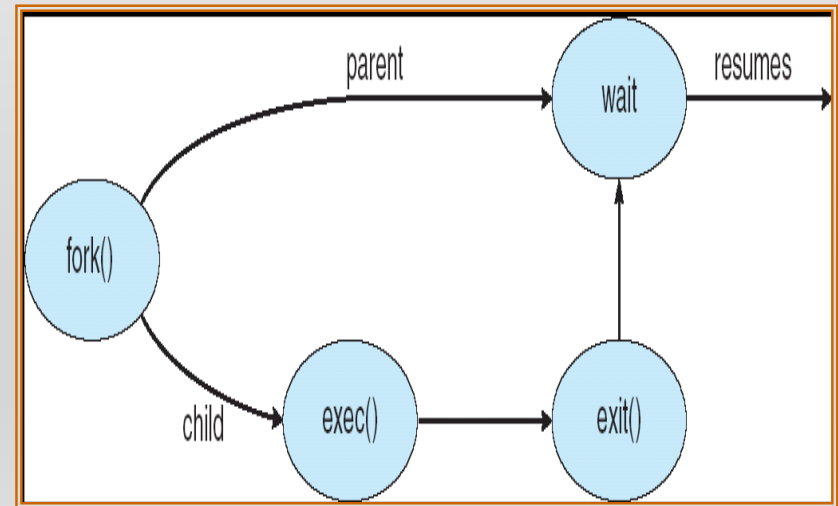 parent
wait
resumes
fork()
child
exec()
exit()